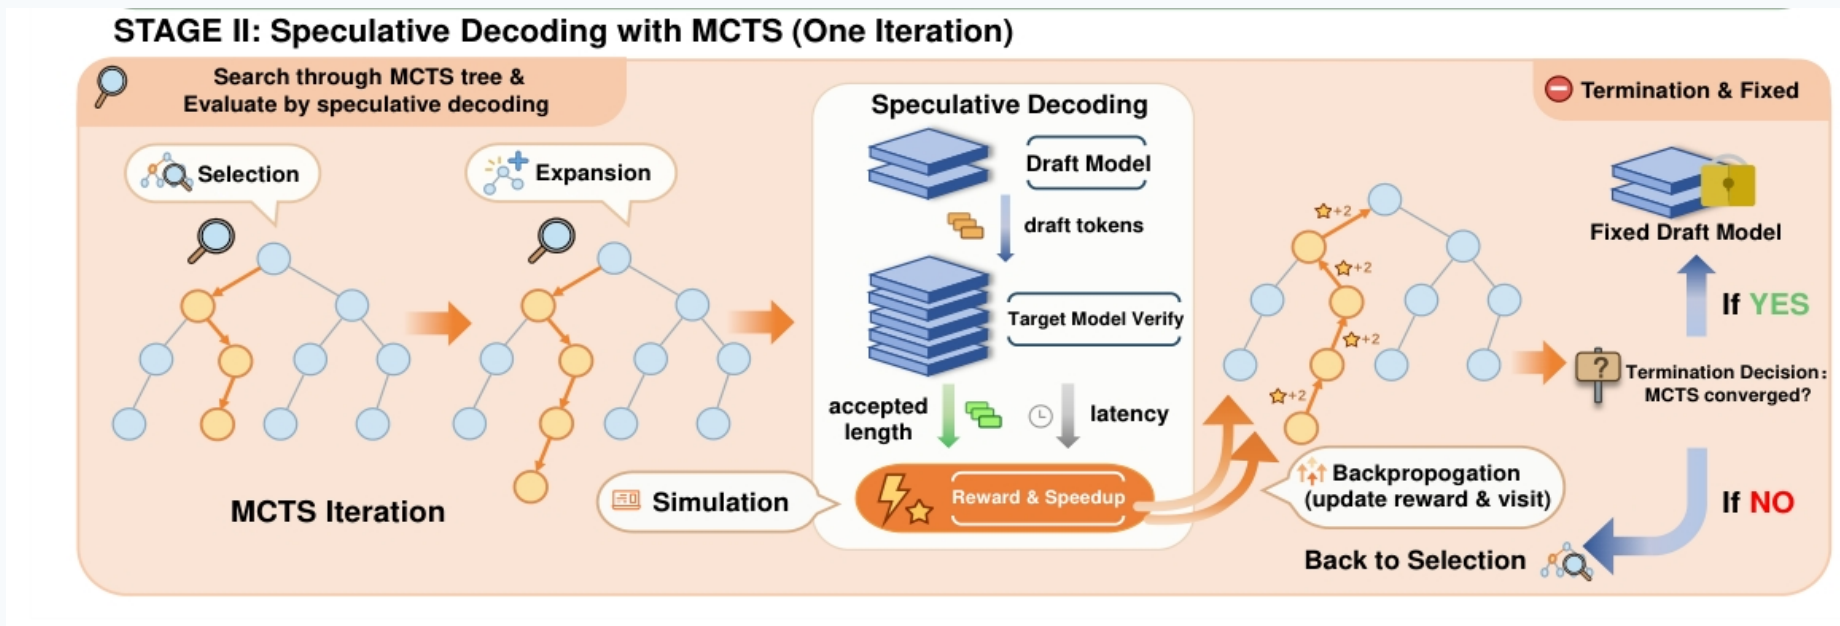 STAGE II: Speculative Decoding with MCTS (One Iteration)
Search through MCTS tree &
Evaluate by speculative decoding
Selection
Expansion
MCTS Iteration
Speculative Decoding
Draft Model
draft tokens
Target Model Verify
accepted
length
latency
Simulation
Reward & Speedup
+2
+2
+2
+2
Backpropogation
(update reward & visit)
Termination & Fixed
Fixed Draft Model
If YES
?
Termination Decision:
MCTS converged?
If NO
Back to Selection